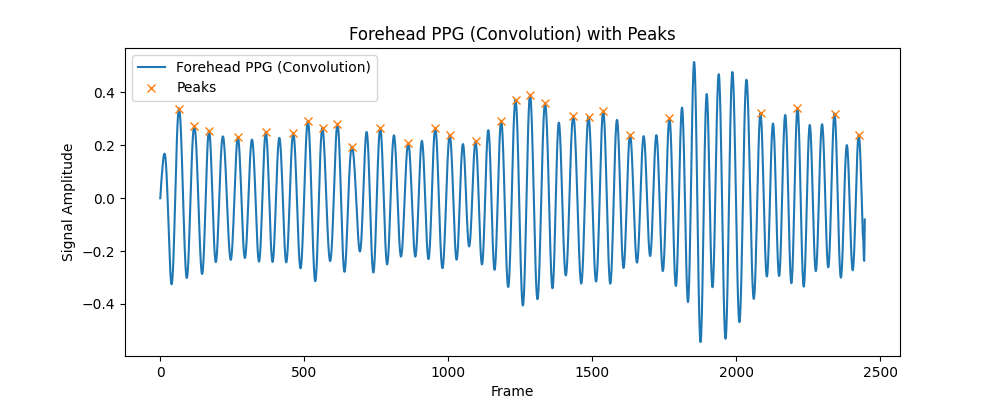 Forehead PPG (Convolution) with Peaks
Forehead PPG (Convolution)
Peaks
0.4
0.2
0.0
−0.2
−0.4
Signal Amplitude
0 500 1000 1500 2000 2500
Frame